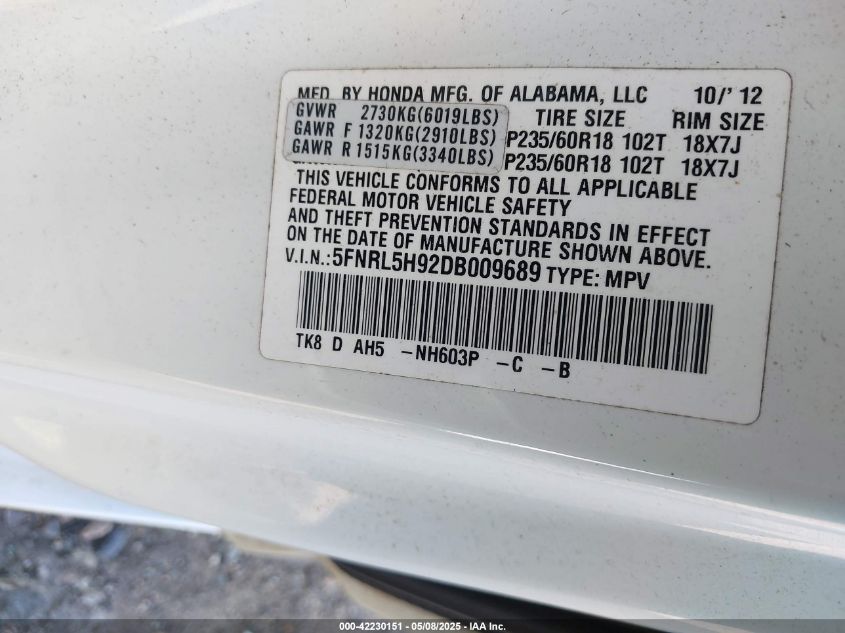 MFD. BY HONDA MFG. OF ALABAMA, LLC 10/'12
GVWR 2730KG(6019LBS) TIRE SIZE RIM SIZE
GAWR F 1320KG(2910LBS) P235/60R18 102T 18X7J
GAWR R 1515KG(3340LBS) P235/60R18 102T 18X7J
THIS VEHICLE CONFORMS TO ALL APPLICABLE
FEDERAL MOTOR VEHICLE SAFETY
AND THEFT PREVENTION STANDARDS IN EFFECT
ON THE DATE OF MANUFACTURE SHOWN ABOVE.
V.I.N.:5FNRL5H92DB009689 TYPE: MPV
TK8 D AH5 -NH603P -C -B
000-42230151 — 05/08/2025 — IAA Inc.